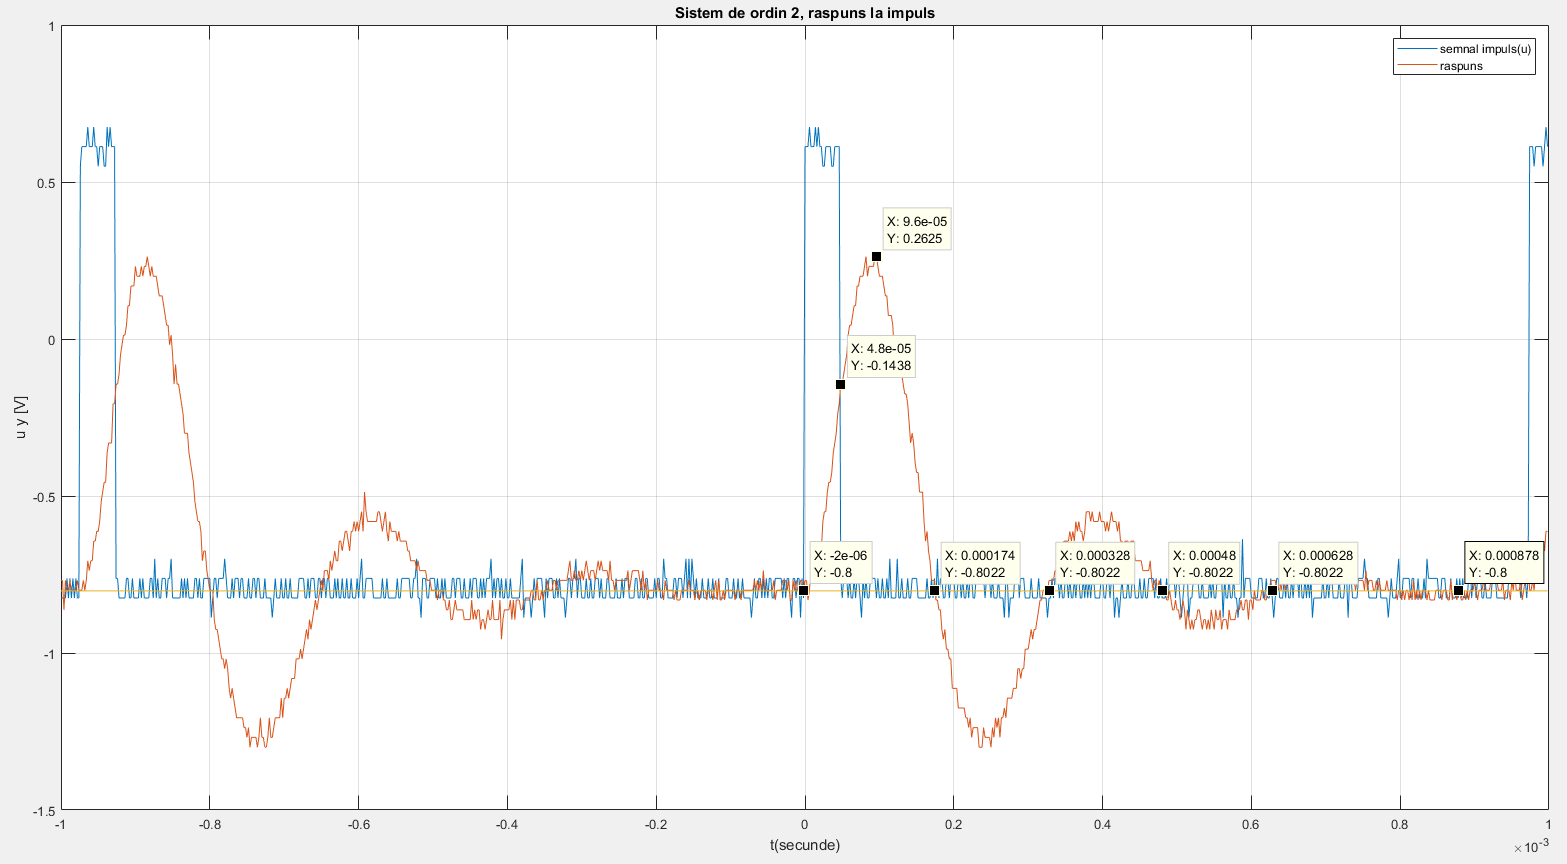 Sistem de ordin 2, raspuns la impuls
semnal impuls(u)
raspuns
u y [V]
1
0.5
0
-0.5
-1
-1.5
X: 9.6e-05
Y: 0.2625
X: 4.8e-05
Y: -0.1438
X: -2e-06
Y: -0.8
X: 0.000174
Y: -0.8022
X: 0.000328
Y: -0.8022
X: 0.00048
Y: -0.8022
X: 0.000628
Y: -0.8022
X: 0.000878
Y: -0.8
-1 -0.8 -0.6 -0.4 -0.2 0 0.2 0.4 0.6 0.8 1
t(secunde)
×10-3